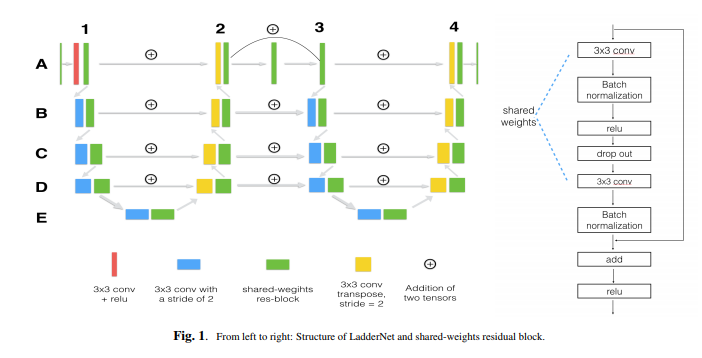 1 2 3 4
A
B
C
D
E
3x3 conv
+ relu
3x3 conv with
a stride of 2
shared-wegihts
res-block
3x3 conv
transpose,
stride = 2
Addition of
two tensors
3x3 conv
Batch
normalization
shared
weights
relu
drop out
3x3 conv
Batch
normalization
add
relu
Fig. 1. From left to right: Structure of LadderNet and shared-weights residual block.